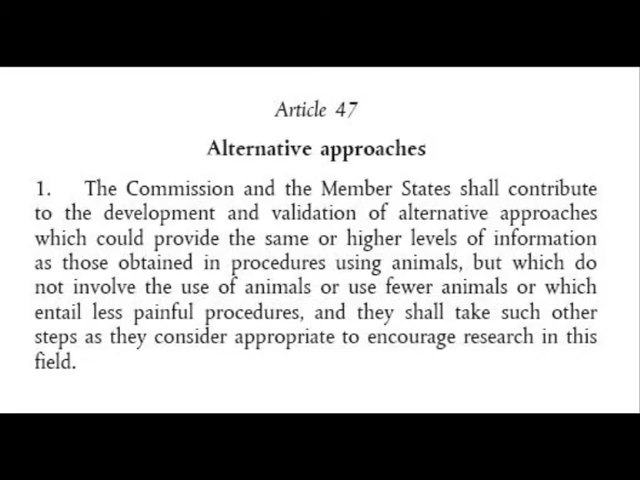 Article 47
Alternative approaches
1. The Commission and the Member States shall contribute
to the development and validation of alternative approaches
which could provide the same or higher levels of information
as those obtained in procedures using animals, but which do
not involve the use of animals or use fewer animals or which
entail less painful procedures, and they shall take such other
steps as they consider appropriate to encourage research in this
field.